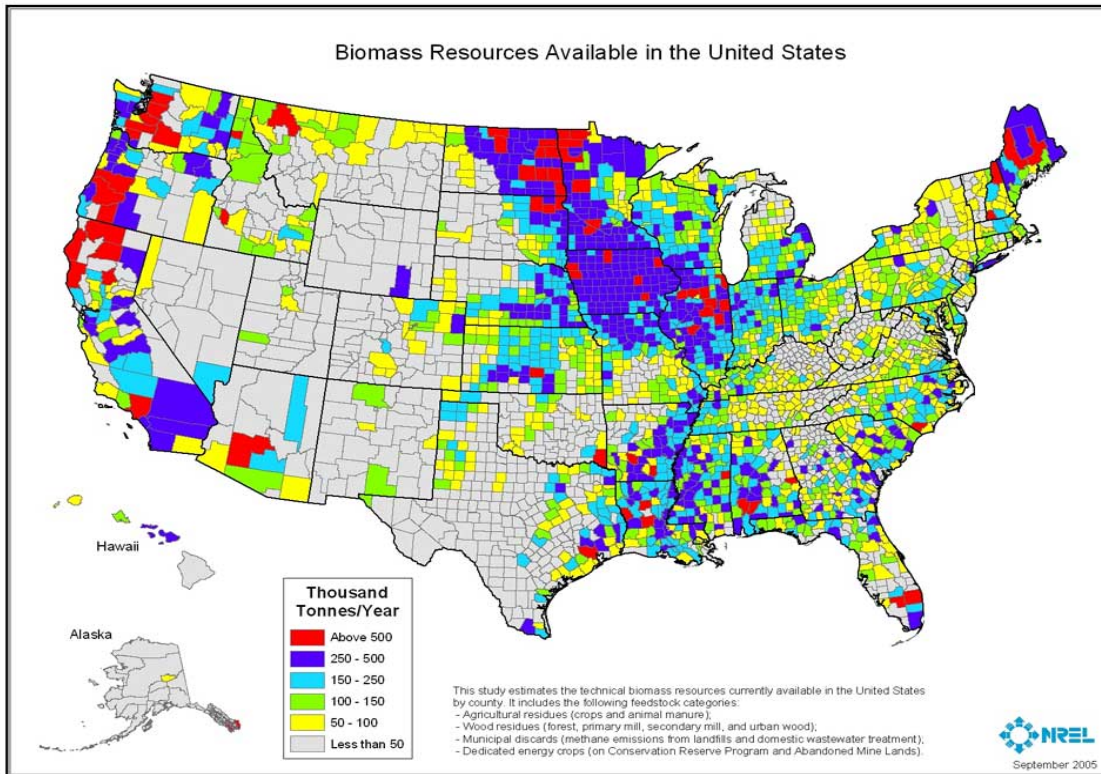 Biomass Resources Available in the United States
Hawaii
Alaska
Thousand
Tonnes/Year
Above 500
250 - 500
150 - 250
100 - 150
50 - 100
Less than 50
This study estimates the technical biomass resources currently available in the United States
by county. It includes the following feedstock categories:
- Agricultural residues (crops and animal manure);
- Wood residues (forest, primary mill, secondary mill, and urban wood);
- Municipal discards (methane emissions from landfills and domestic wastewater treatment);
- Dedicated energy crops (on Conservation Reserve Program and Abandoned Mine Lands).
NREL
September 2005